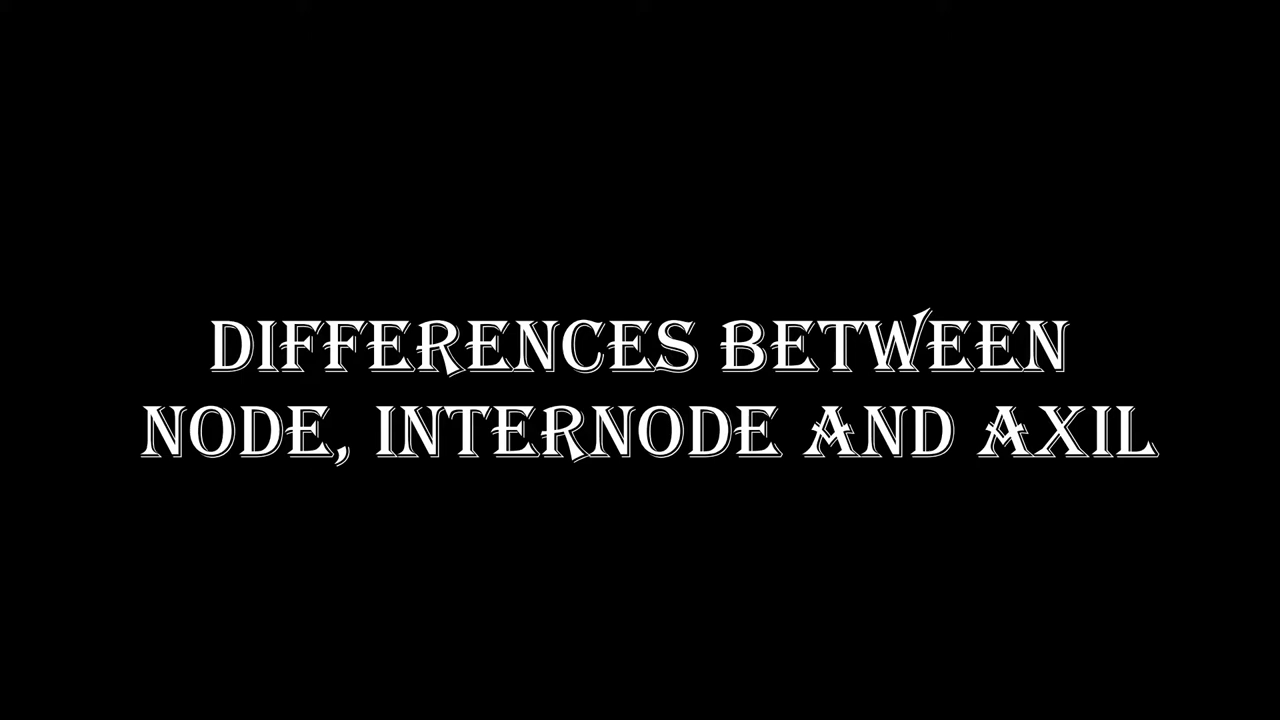 DIFFERENCES BETWEEN
NODE, INTERNODE AND AXIL